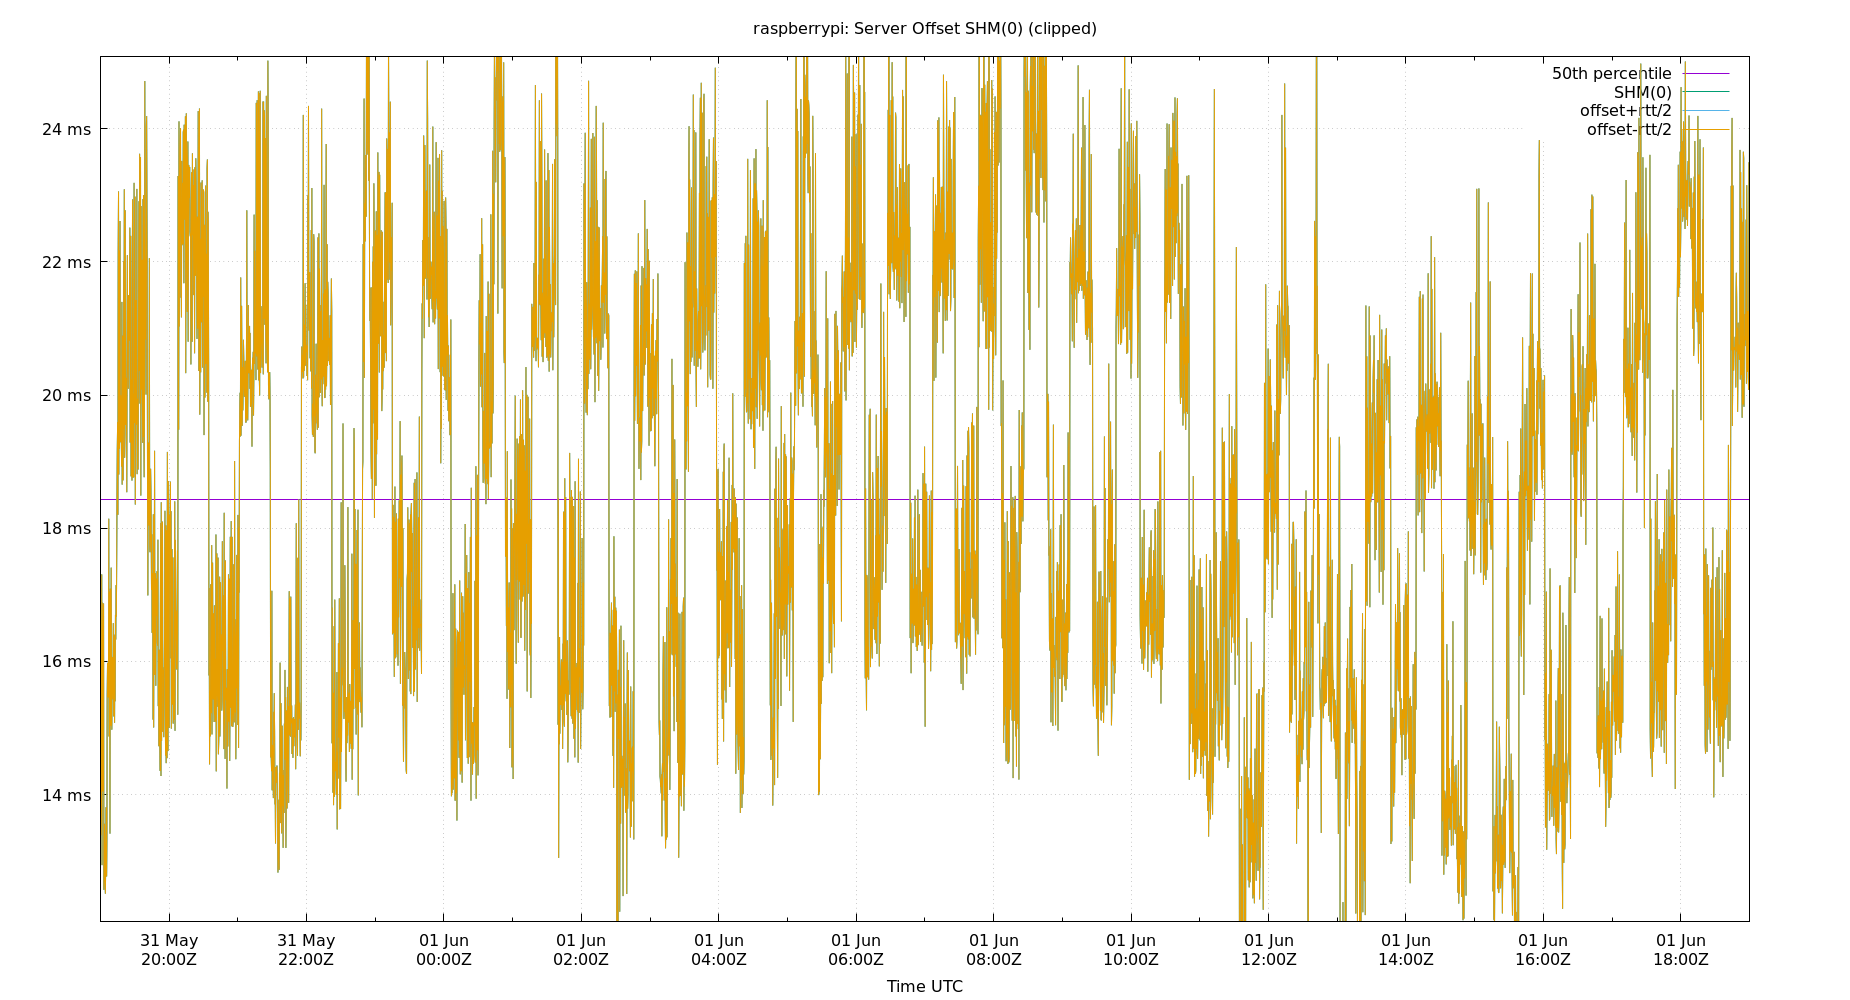 raspberrypi: Server Offset SHM(0) (clipped)
50th percentile
SHM(0)
offset+rtt/2
offset-rtt/2
24 ms
22 ms
20 ms
18 ms
16 ms
14 ms
31 May 31 May 01 Jun 01 Jun 01 Jun 01 Jun 01 Jun 01 Jun 01 Jun 01 Jun 01 Jun 01 Jun
20:00Z 22:00Z 00:00Z 02:00Z 04:00Z 06:00Z 08:00Z 10:00Z 12:00Z 14:00Z 16:00Z 18:00Z
Time UTC